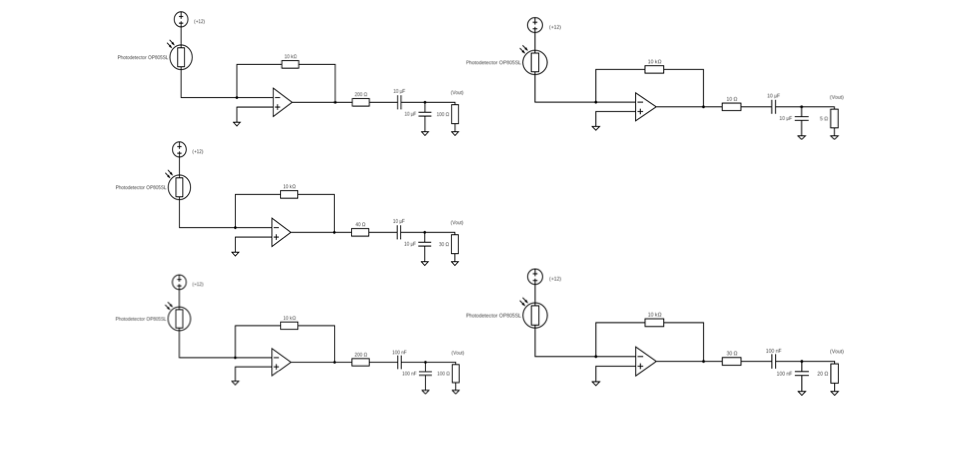 (+12)
Photodetector OP805SL
10 kΩ
200 Ω
10 µF
10 µF
100 Ω
(Vout)
(+12)
Photodetector OP805SL
10 kΩ
10 Ω
10 µF
10 µF
5 Ω
(Vout)
(+12)
Photodetector OP805SL
10 kΩ
40 Ω
10 µF
10 µF
30 Ω
(Vout)
(+12)
Photodetector OP805SL
10 kΩ
200 Ω
100 nF
100 nF
100 Ω
(Vout)
(+12)
Photodetector OP805SL
10 kΩ
30 Ω
100 nF
100 nF
20 Ω
(Vout)